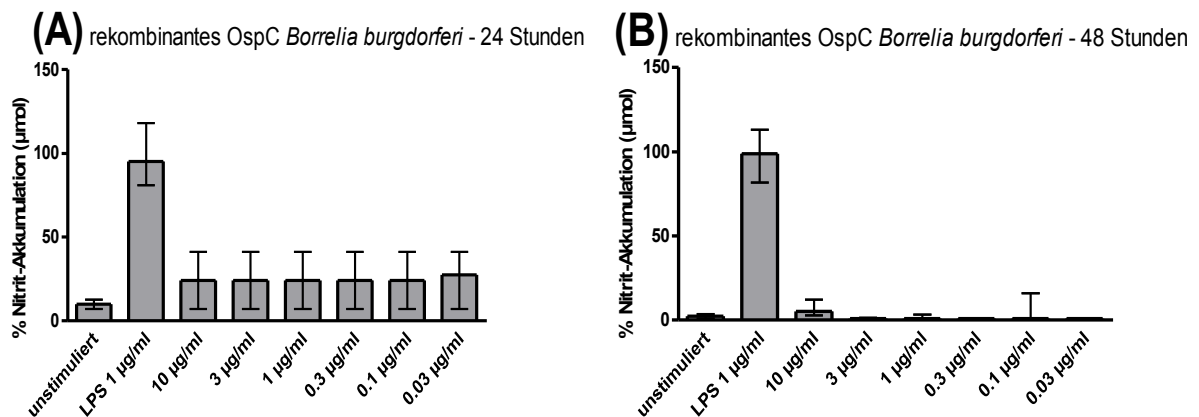 (A) rekombinantes OspC Borrelia burgdorferi - 24 Stunden
% Nitrit-Akkumulation (µmol)
150
100
50
0
unstimuliert
LPS 1 µg/ml
10 µg/ml
3 µg/ml
1 µg/ml
0.3 µg/ml
0.1 µg/ml
0.03 µg/ml
(B) rekombinantes OspC Borrelia burgdorferi - 48 Stunden
% Nitrit-Akkumulation (µmol)
150
100
50
0
unstimuliert
LPS 1 µg/ml
10 µg/ml
3 µg/ml
1 µg/ml
0.3 µg/ml
0.1 µg/ml
0.03 µg/ml